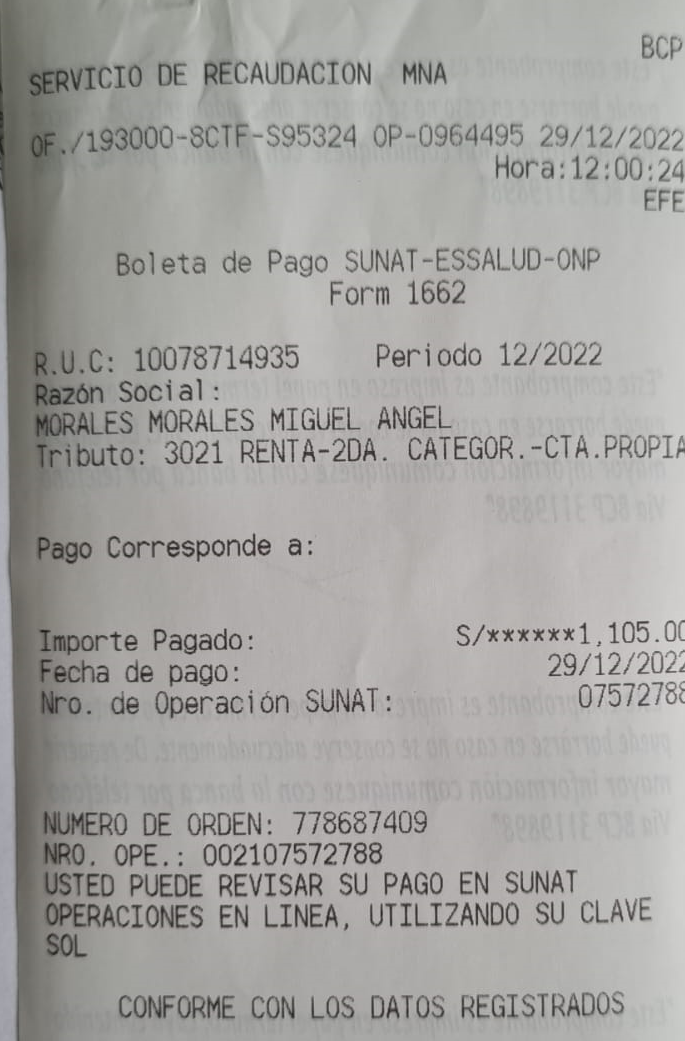 BCP
SERVICIO DE RECAUDACION MNA
OF./193000-8CTF-S95324 OP-0964495 29/12/2022
Hora:12:00:24
EFE
Boleta de Pago SUNAT-ESSALUD-ONP
Form 1662
R.U.C: 10078714935 Periodo 12/2022
Razón Social:
MORALES MORALES MIGUEL ANGEL
Tributo: 3021 RENTA-2DA. CATEGOR.-CTA.PROPIA
Pago Corresponde a:
Importe Pagado: S/******1,105.00
Fecha de pago: 29/12/2022
Nro. de Operación SUNAT: 07572788
NUMERO DE ORDEN: 778687409
NRO. OPE.: 002107572788
USTED PUEDE REVISAR SU PAGO EN SUNAT
OPERACIONES EN LINEA, UTILIZANDO SU CLAVE
SOL
CONFORME CON LOS DATOS REGISTRADOS